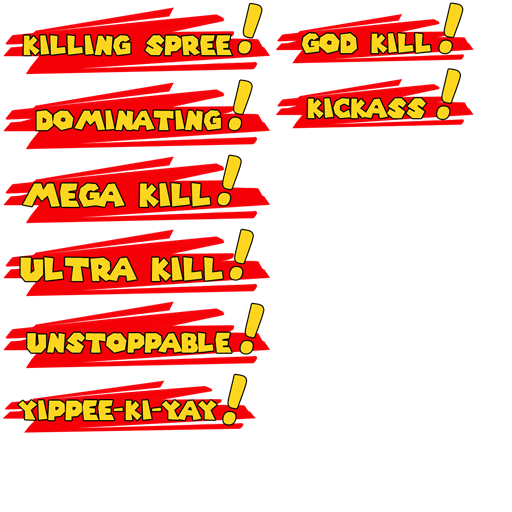 KILLING SPREE!
DOMINATING!
MEGA KILL!
ULTRA KILL!
UNSTOPPABLE!
YIPPEE-KI-YAY!
GOD KILL!
KICKASS!